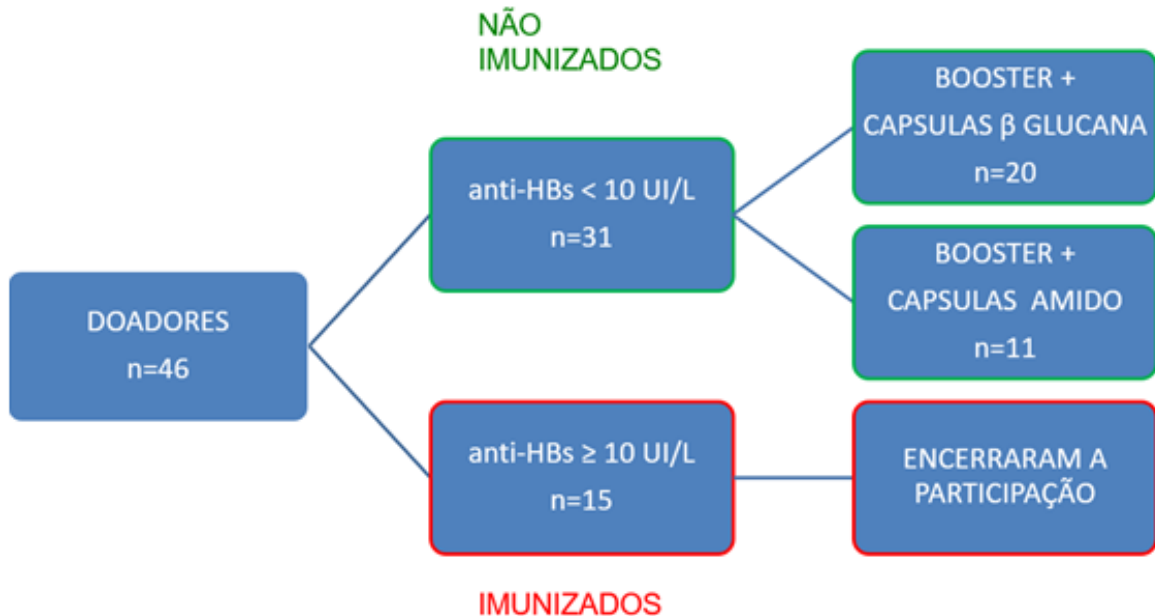 NÃO
IMUNIZADOS
DOADORES
n=46
anti-HBs < 10 UI/L
n=31
BOOSTER +
CAPSULAS β GLUCANA
n=20
BOOSTER +
CAPSULAS AMIDO
n=11
anti-HBs ≥ 10 UI/L
n=15
ENCERRARAM A
PARTICIPAÇÃO
IMUNIZADOS